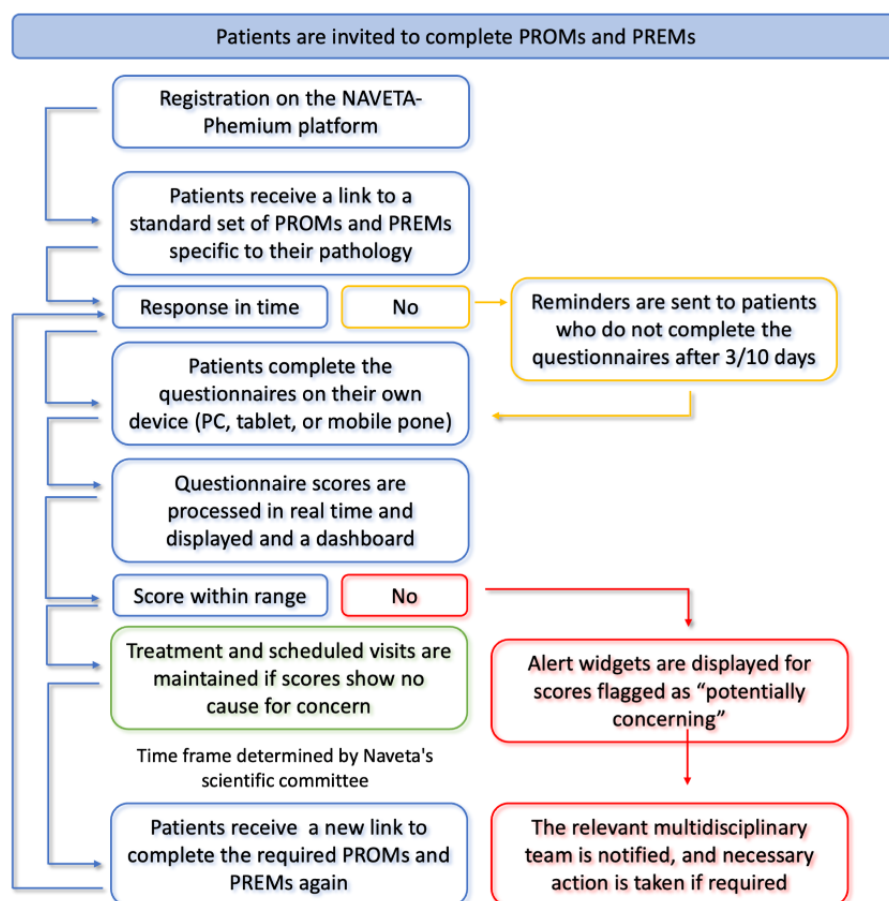 Patients are invited to complete PROMs and PREMs
Registration on the NAVETA-
Phemium platform
Patients receive a link to a
standard set of PROMs and PREMs
specific to their pathology
Response in time
No
Reminders are sent to patients
who do not complete the
questionnaires after 3/10 days
Patients complete the
questionnaires on their own
device (PC, tablet, or mobile pone)
Questionnaire scores are
processed in real time and
displayed and a dashboard
Score within range
No
Treatment and scheduled visits are
maintained if scores show no
cause for concern
Alert widgets are displayed for
scores flagged as “potentially
concerning”
Time frame determined by Naveta's
scientific committee
Patients receive a new link to
complete the required PROMs and
PREMs again
The relevant multidisciplinary
team is notified, and necessary
action is taken if required